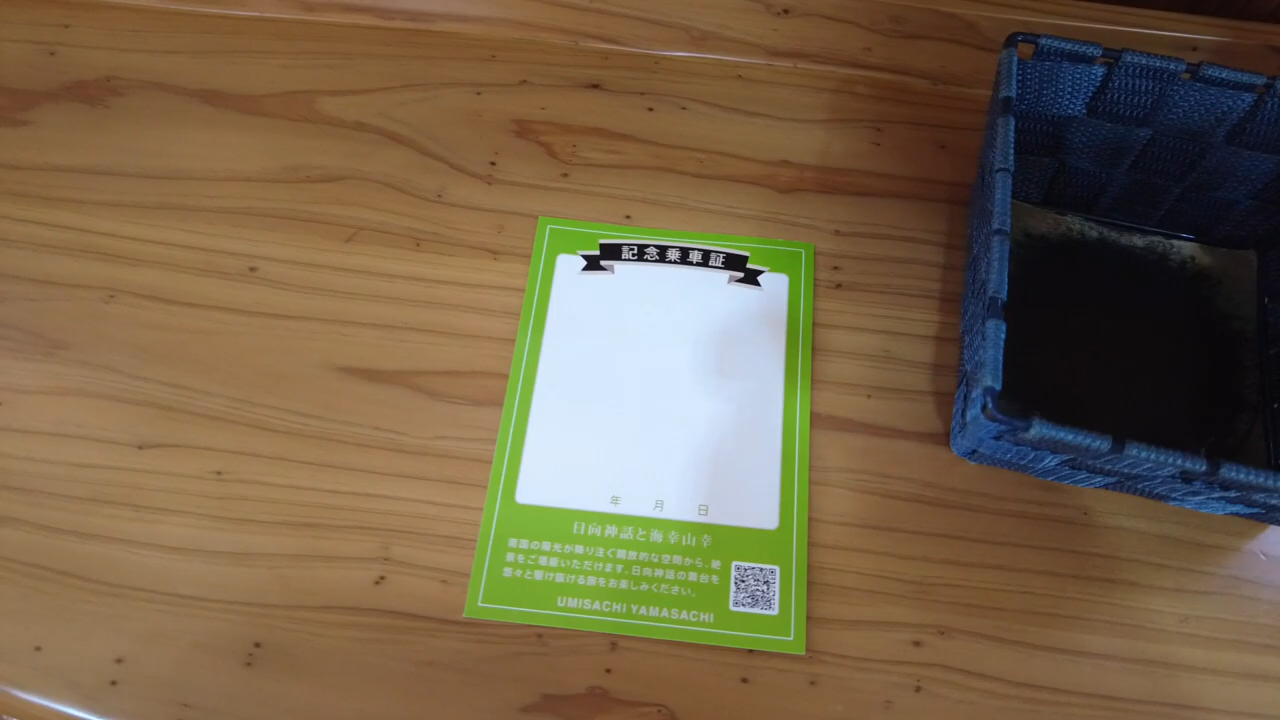 記念乗車証
年 月 日
日向神話と海幸山幸
南国の陽光が降り注ぐ開放的な空間から、絶
景をご堪能いただけます。日向神話の舞台を
悠々と駆け抜ける旅をお楽しみください。
UMISACHI YAMASACHI